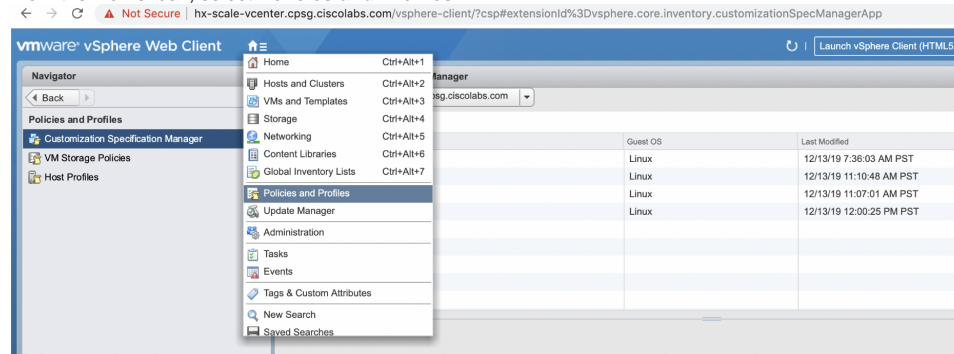 Not Secure | hx-scale-vcenter.cpsg.ciscolabs.com/vsphere-client/?csp#extensionId%3Dvsphere.core.inventory.customizationSpecManagerApp
vmware® vSphere Web Client
Launch vSphere Client (HTML5
Navigator
Back
Policies and Profiles
Customization Specification Manager
VM Storage Policies
Host Profiles
Home Ctrl+Alt+1
Hosts and Clusters Ctrl+Alt+2
VMs and Templates Ctrl+Alt+3
Storage Ctrl+Alt+4
Networking Ctrl+Alt+5
Content Libraries Ctrl+Alt+6
Global Inventory Lists Ctrl+Alt+7
Policies and Profiles
Update Manager
Administration
Tasks
Events
Tags & Custom Attributes
New Search
Saved Searches
Manager
psg.ciscolabs.com
Guest OS Last Modified
Linux 12/13/19 7:36:03 AM PST
Linux 12/13/19 11:10:48 AM PST
Linux 12/13/19 11:07:01 AM PST
Linux 12/13/19 12:00:25 PM PST